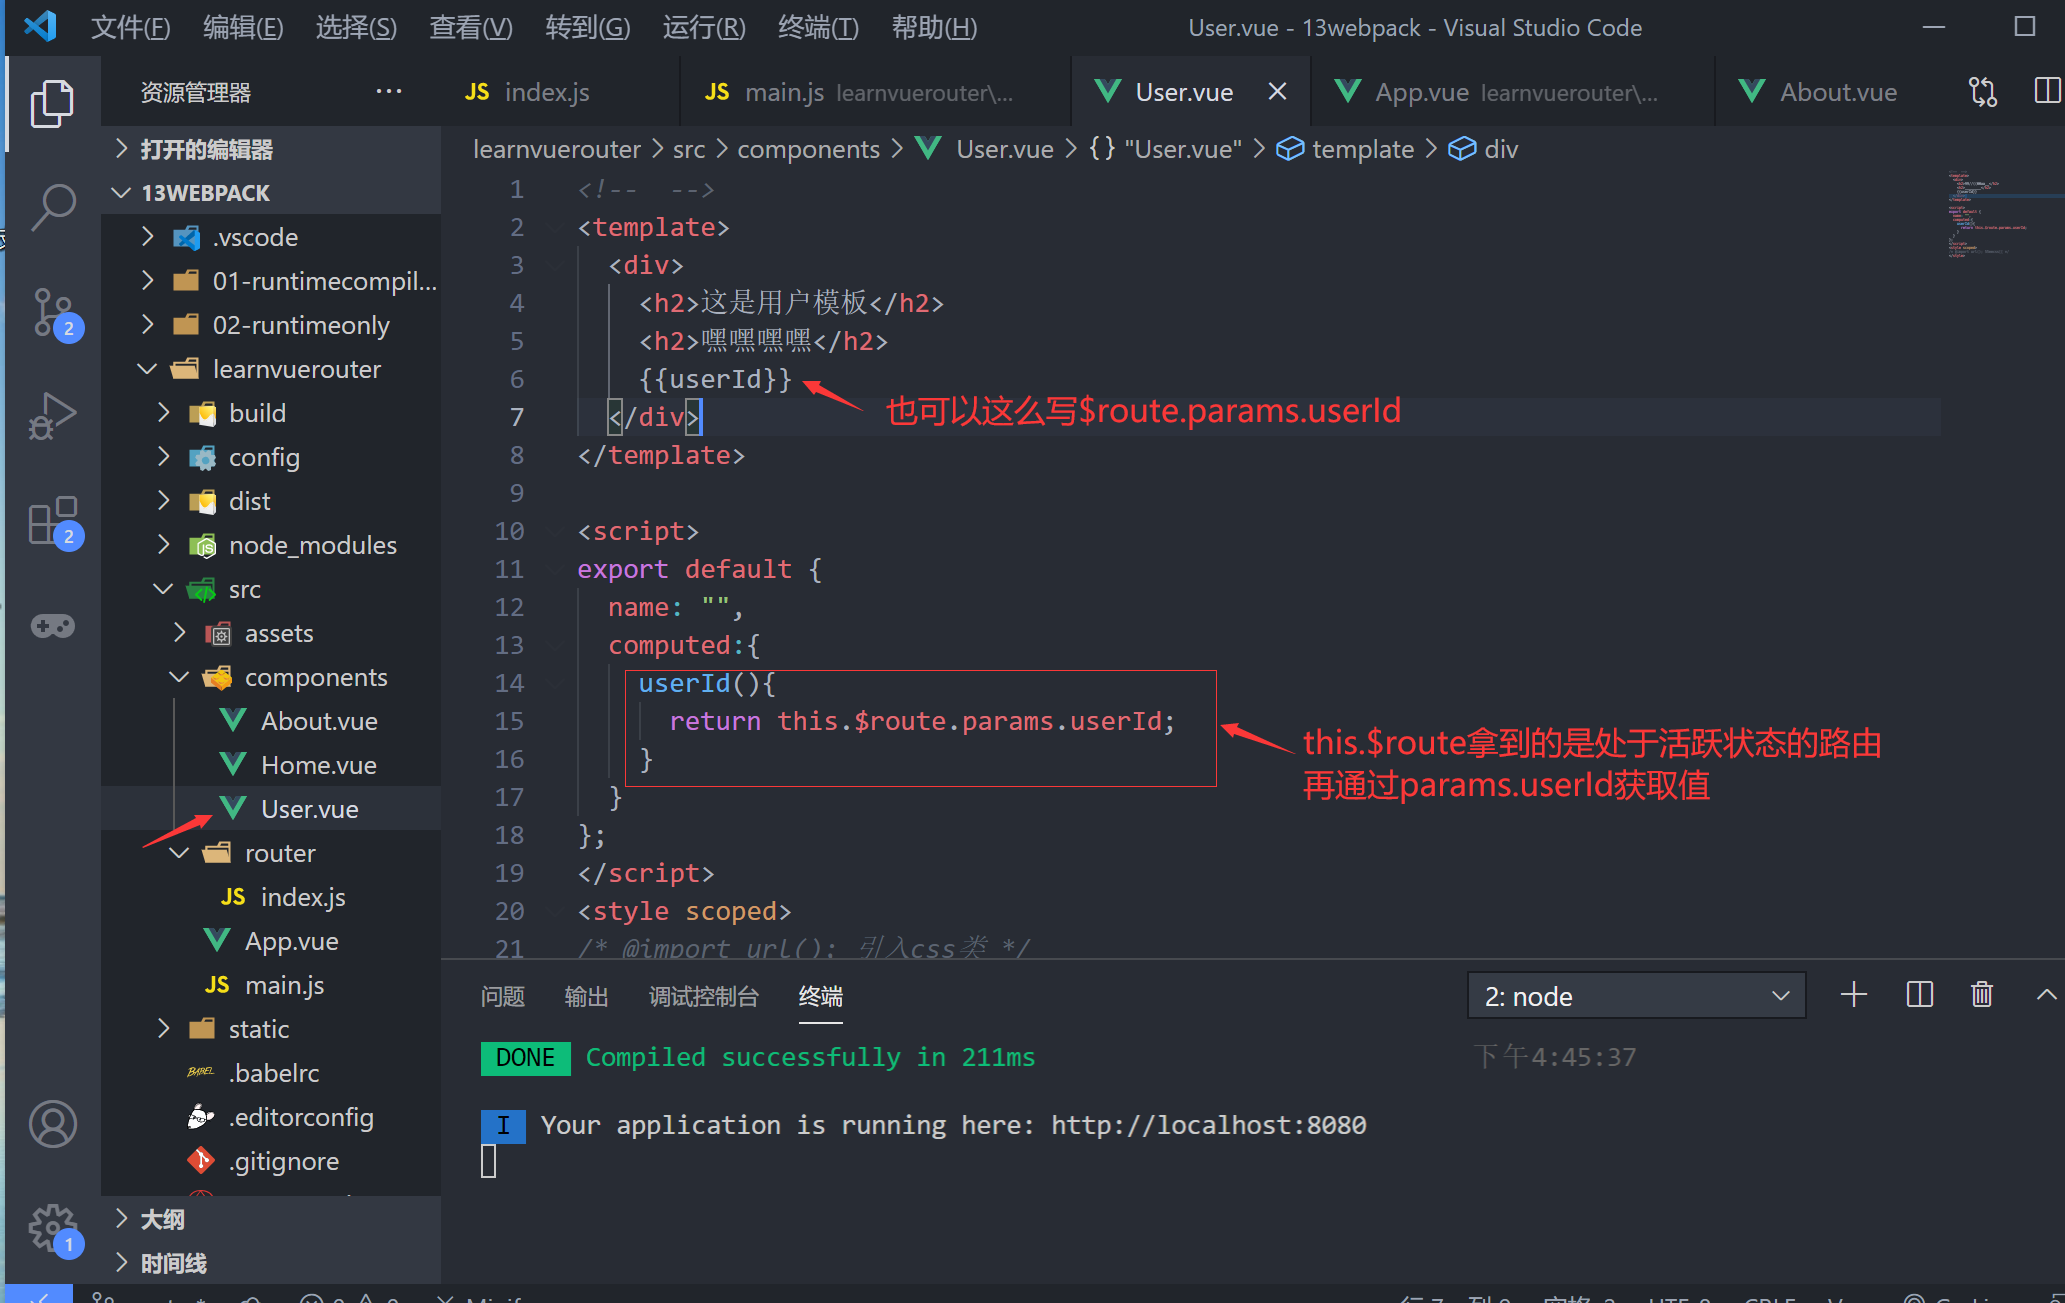 文件(F) 编辑(E) 选择(S) 查看(V) 转到(G) 运行(R) 终端(T) 帮助(H) User.vue - 13webpack - Visual Studio Code
资源管理器 ...
JS index.js JS main.js learnvuerouter\... User.vue App.vue learnvuerouter\... About.vue
learnvuerouter > src > components > User.vue > {} "User.vue" > template > div
打开的编辑器
13WEBPACK
.vscode
01-runtimecompil...
02-runtimeonly
learnvuerouter
build
config
dist
node_modules
src
assets
components
About.vue
Home.vue
User.vue
router
JS index.js
App.vue
JS main.js
static
BABEL .babelrc
.editorconfig
.gitignore
大纲
时间线
2
2
1
1 <!--  -->
2 <template>
3 <div>
4 <h2>这是用户模板</h2>
5 <h2>嘿嘿嘿嘿</h2>
6 {{userId}}
也可以这么写$route.params.userId
7 </div>
8 </template>
9
10 <script>
11 export default {
12 name: "",
13 computed:{
14 userId(){
15 return this.$route.params.userId;
16 }
17 }
18 };
19 </script>
20 <style scoped>
21 /* @import url(); 引入css类 */
this.$route拿到的是处于活跃状态的路由
再通过params.userId获取值
问题 输出 调试控制台 终端 2: node
DONE Compiled successfully in 211ms 下午4:45:37
I Your application is running here: http://localhost:8080